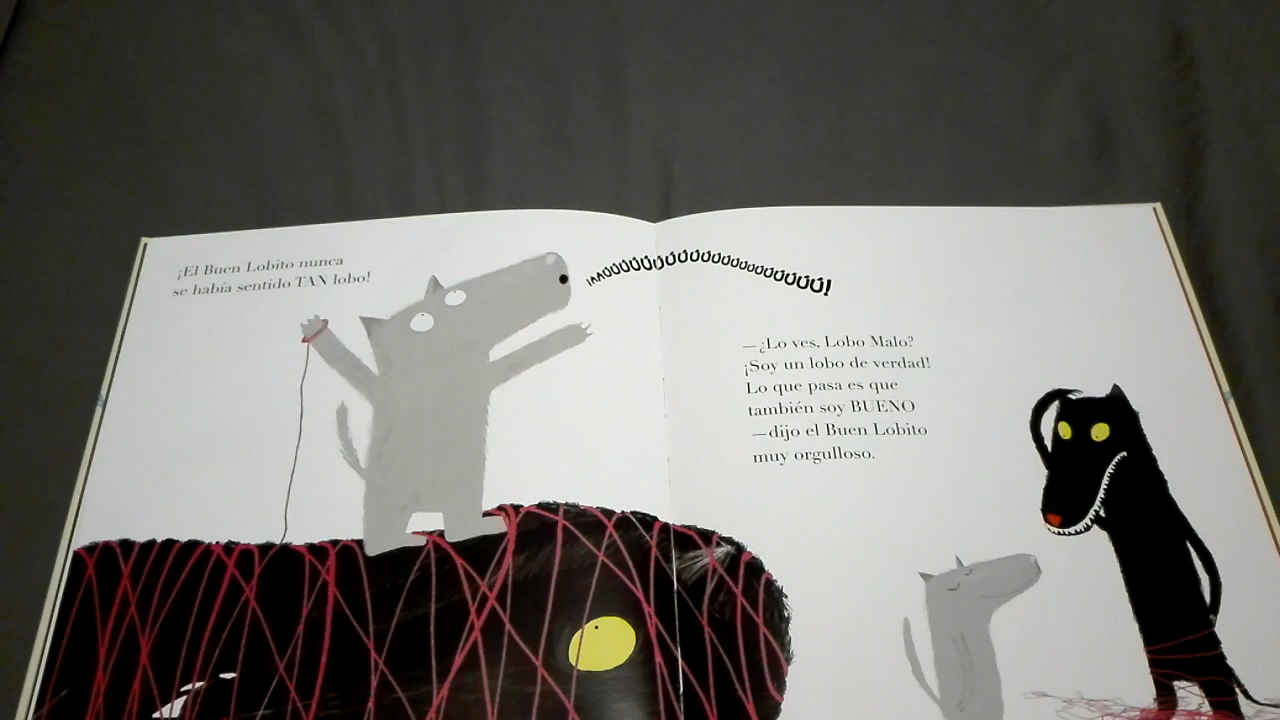 ¡El Buen Lobito nunca
se había sentido TAN lobo!
—¿Lo ves, Lobo Malo?
¡Soy un lobo de verdad!
Lo que pasa es que
también soy BUENO
—dijo el Buen Lobito
muy orgulloso.